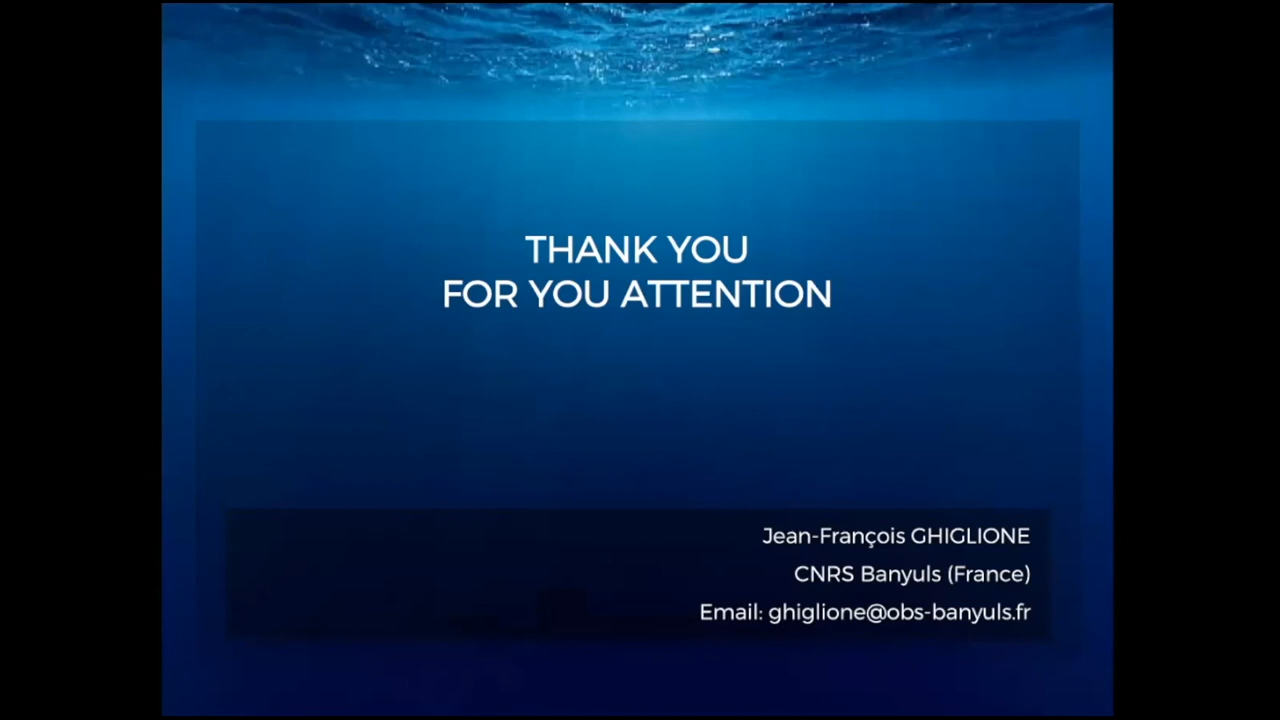 THANK YOU
FOR YOU ATTENTION
Jean-François GHIGLIONE
CNRS Banyuls (France)
Email: ghiglione@obs-banyuls.fr